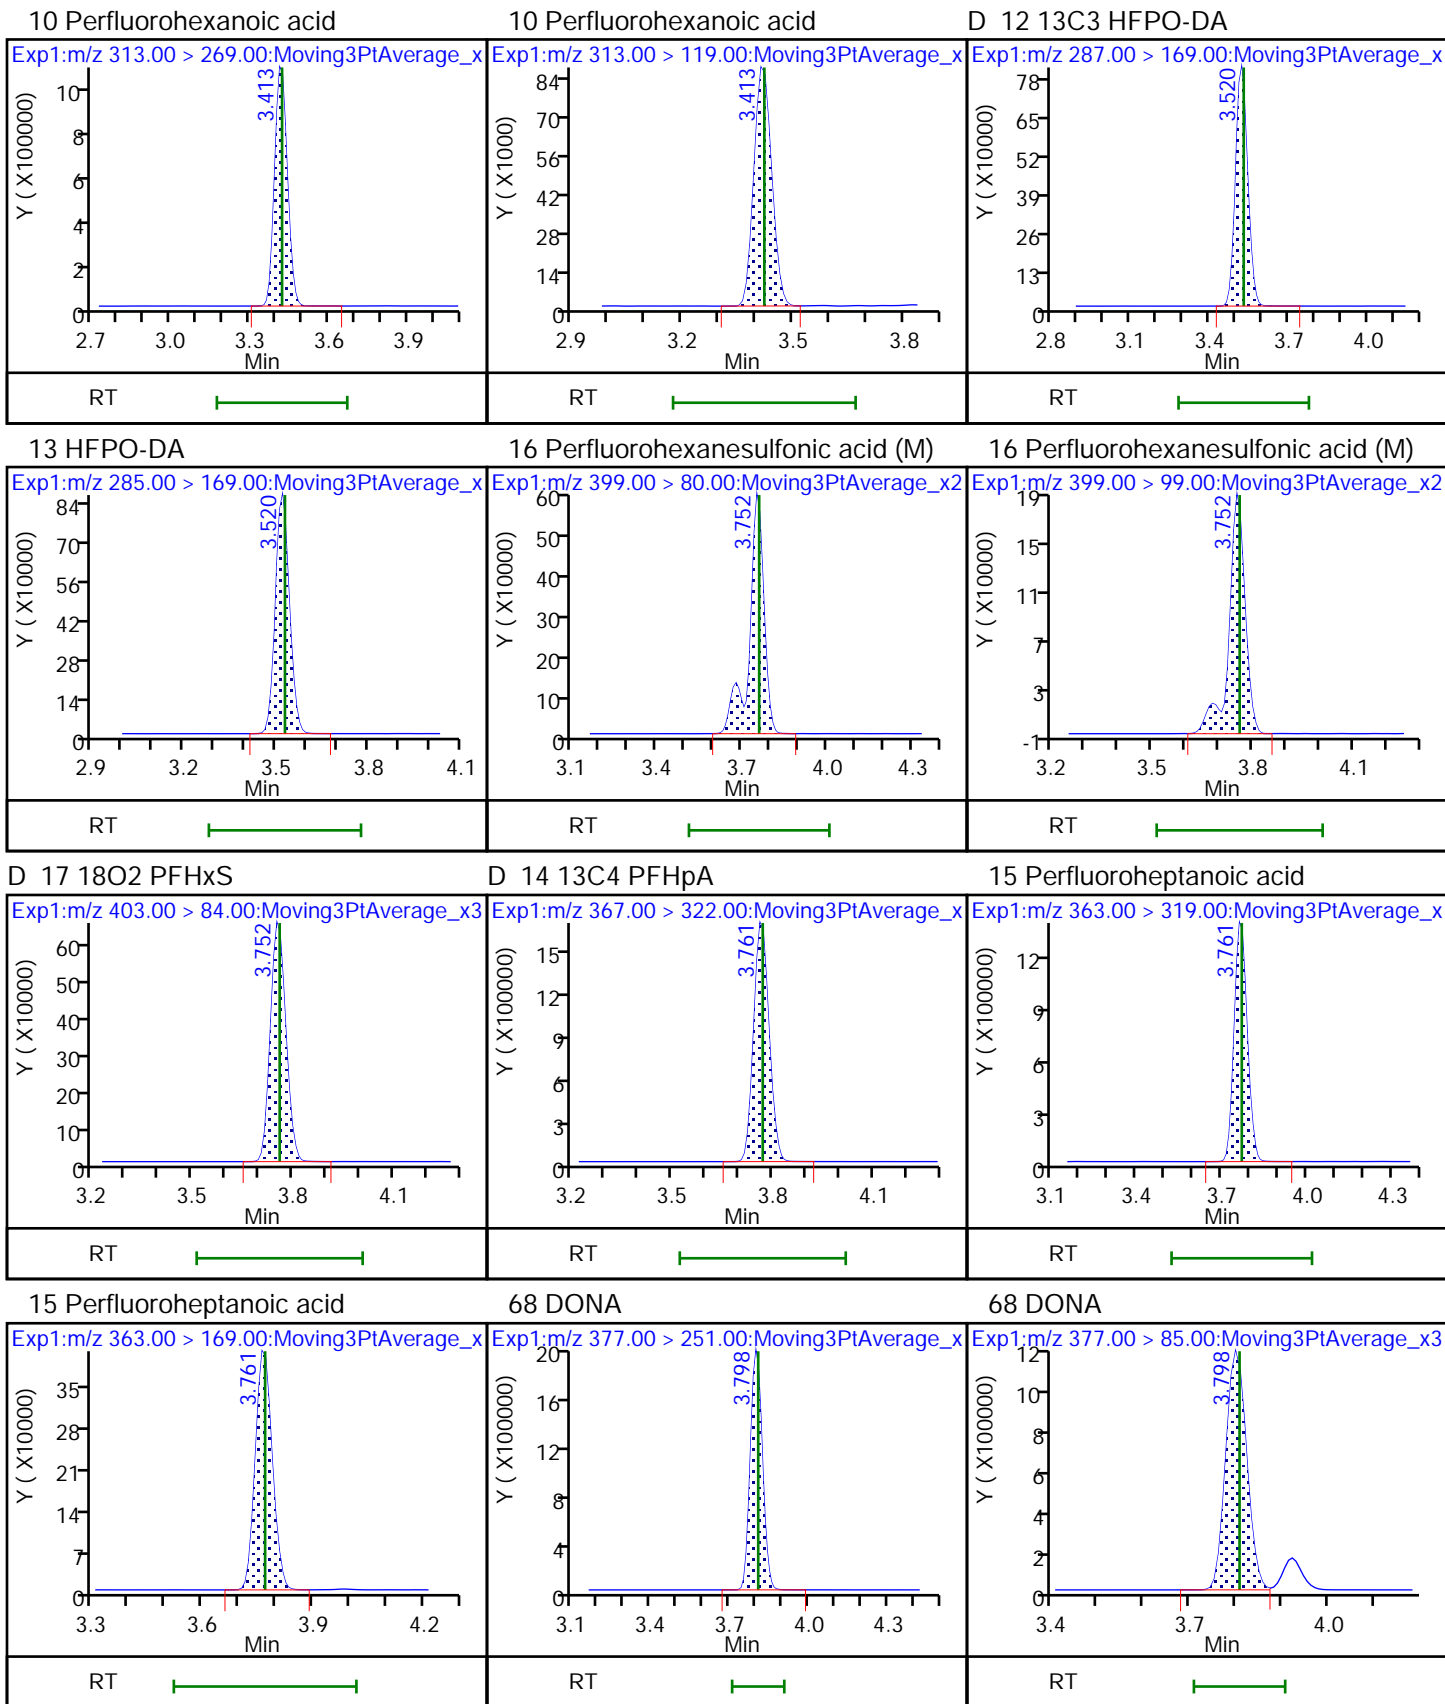 10 Perfluorohexanoic acid
Exp1:m/z 313.00 > 269.00:Moving3PtAverage_x
Y ( X100000)
10
8
6
4
2
0
3.413
2.7 3.0 3.3 3.6 3.9
Min
RT
10 Perfluorohexanoic acid
Exp1:m/z 313.00 > 119.00:Moving3PtAverage_x
Y ( X1000)
84
70
56
42
28
14
0
3.413
2.9 3.2 3.5 3.8
Min
RT
D 12 13C3 HFPO-DA
Exp1:m/z 287.00 > 169.00:Moving3PtAverage_x
Y ( X10000)
78
65
52
39
26
13
0
3.520
2.8 3.1 3.4 3.7 4.0
Min
RT
13 HFPO-DA
Exp1:m/z 285.00 > 169.00:Moving3PtAverage_x
Y ( X10000)
84
70
56
42
28
14
0
3.520
2.9 3.2 3.5 3.8 4.1
Min
RT
16 Perfluorohexanesulfonic acid (M)
Exp1:m/z 399.00 > 80.00:Moving3PtAverage_x2
Y ( X10000)
60
50
40
30
20
10
0
3.752
3.1 3.4 3.7 4.0 4.3
Min
RT
16 Perfluorohexanesulfonic acid (M)
Exp1:m/z 399.00 > 99.00:Moving3PtAverage_x2
Y ( X10000)
19
15
11
7
3
-1
3.752
3.2 3.5 3.8 4.1
Min
RT
D 17 18O2 PFHxS
Exp1:m/z 403.00 > 84.00:Moving3PtAverage_x3
Y ( X10000)
60
50
40
30
20
10
0
3.752
3.2 3.5 3.8 4.1
Min
RT
D 14 13C4 PFHpA
Exp1:m/z 367.00 > 322.00:Moving3PtAverage_x
Y ( X100000)
15
12
9
6
3
0
3.761
3.2 3.5 3.8 4.1
Min
RT
15 Perfluoroheptanoic acid
Exp1:m/z 363.00 > 319.00:Moving3PtAverage_x
Y ( X100000)
12
9
6
3
0
3.761
3.1 3.4 3.7 4.0 4.3
Min
RT
15 Perfluoroheptanoic acid
Exp1:m/z 363.00 > 169.00:Moving3PtAverage_x
Y ( X10000)
35
28
21
14
7
0
3.761
3.3 3.6 3.9 4.2
Min
RT
68 DONA
Exp1:m/z 377.00 > 251.00:Moving3PtAverage_x
Y ( X100000)
20
16
12
8
4
0
3.798
3.1 3.4 3.7 4.0 4.3
Min
RT
68 DONA
Exp1:m/z 377.00 > 85.00:Moving3PtAverage_x3
Y ( X100000)
12
10
8
6
4
2
0
3.798
3.4 3.7 4.0
Min
RT